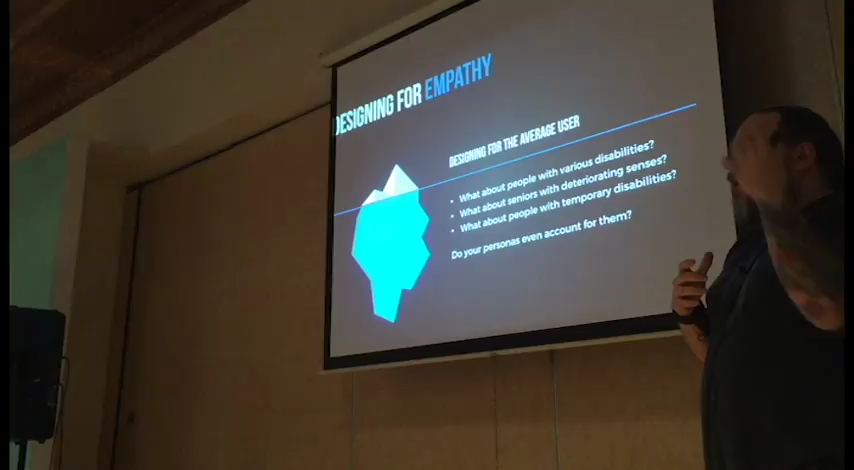 DESIGNING FOR EMPATHY
DESIGNING FOR THE AVERAGE USER
• What about people with various disabilities?
• What about seniors with deteriorating senses?
• What about people with temporary disabilities?
Do your personas even account for them?